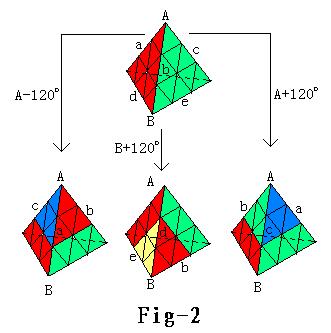 A
a c
b
d e
B
A-120° B+120° A+120°
A A A
c b b a
a d c
e b
B B B
Fig-2